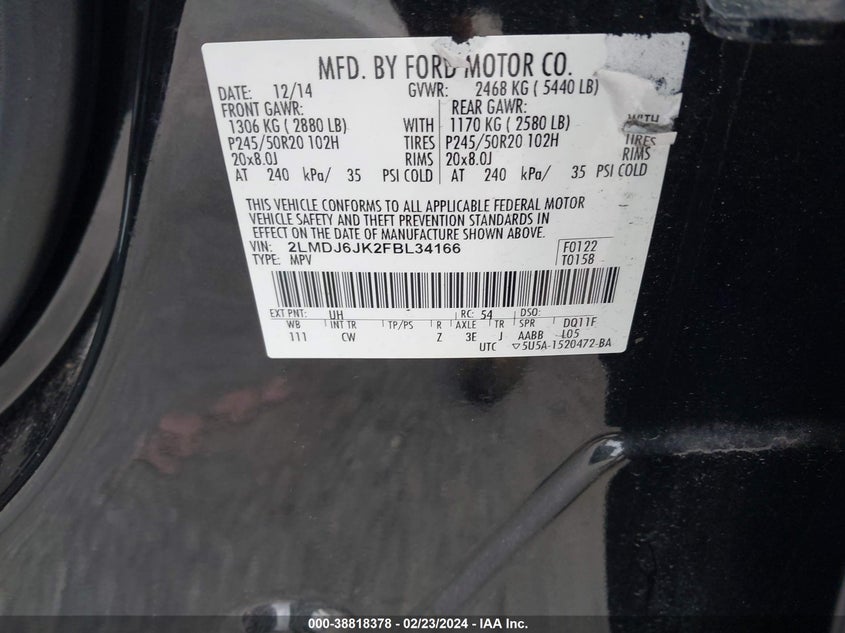 MFD. BY FORD MOTOR CO.
DATE: 12/14 GVWR: 2468 KG ( 5440 LB)
FRONT GAWR: REAR GAWR:
1306 KG ( 2880 LB) WITH 1170 KG ( 2580 LB) WITH
P245/50R20 102H TIRES P245/50R20 102H TIRES
20x8.0J RIMS 20x8.0J RIMS
AT 240 kPa/ 35 PSI COLD AT 240 kPa/ 35 PSI COLD
THIS VEHICLE CONFORMS TO ALL APPLICABLE FEDERAL MOTOR
VEHICLE SAFETY AND THEFT PREVENTION STANDARDS IN
EFFECT ON THE DATE OF MANUFACTURE SHOWN ABOVE.
VIN: 2LMDJ6JK2FBL34166 F0122
TYPE: MPV T0158
EXT PNT: UH RC: 54 DSO:
WB INT TR TP/PS R AXLE TR SPR DQ11F
111 CW Z 3E J AABB L05
UTC ▽5U5A-1520472-BA
000-38818378 - 02/23/2024 - IAA Inc.